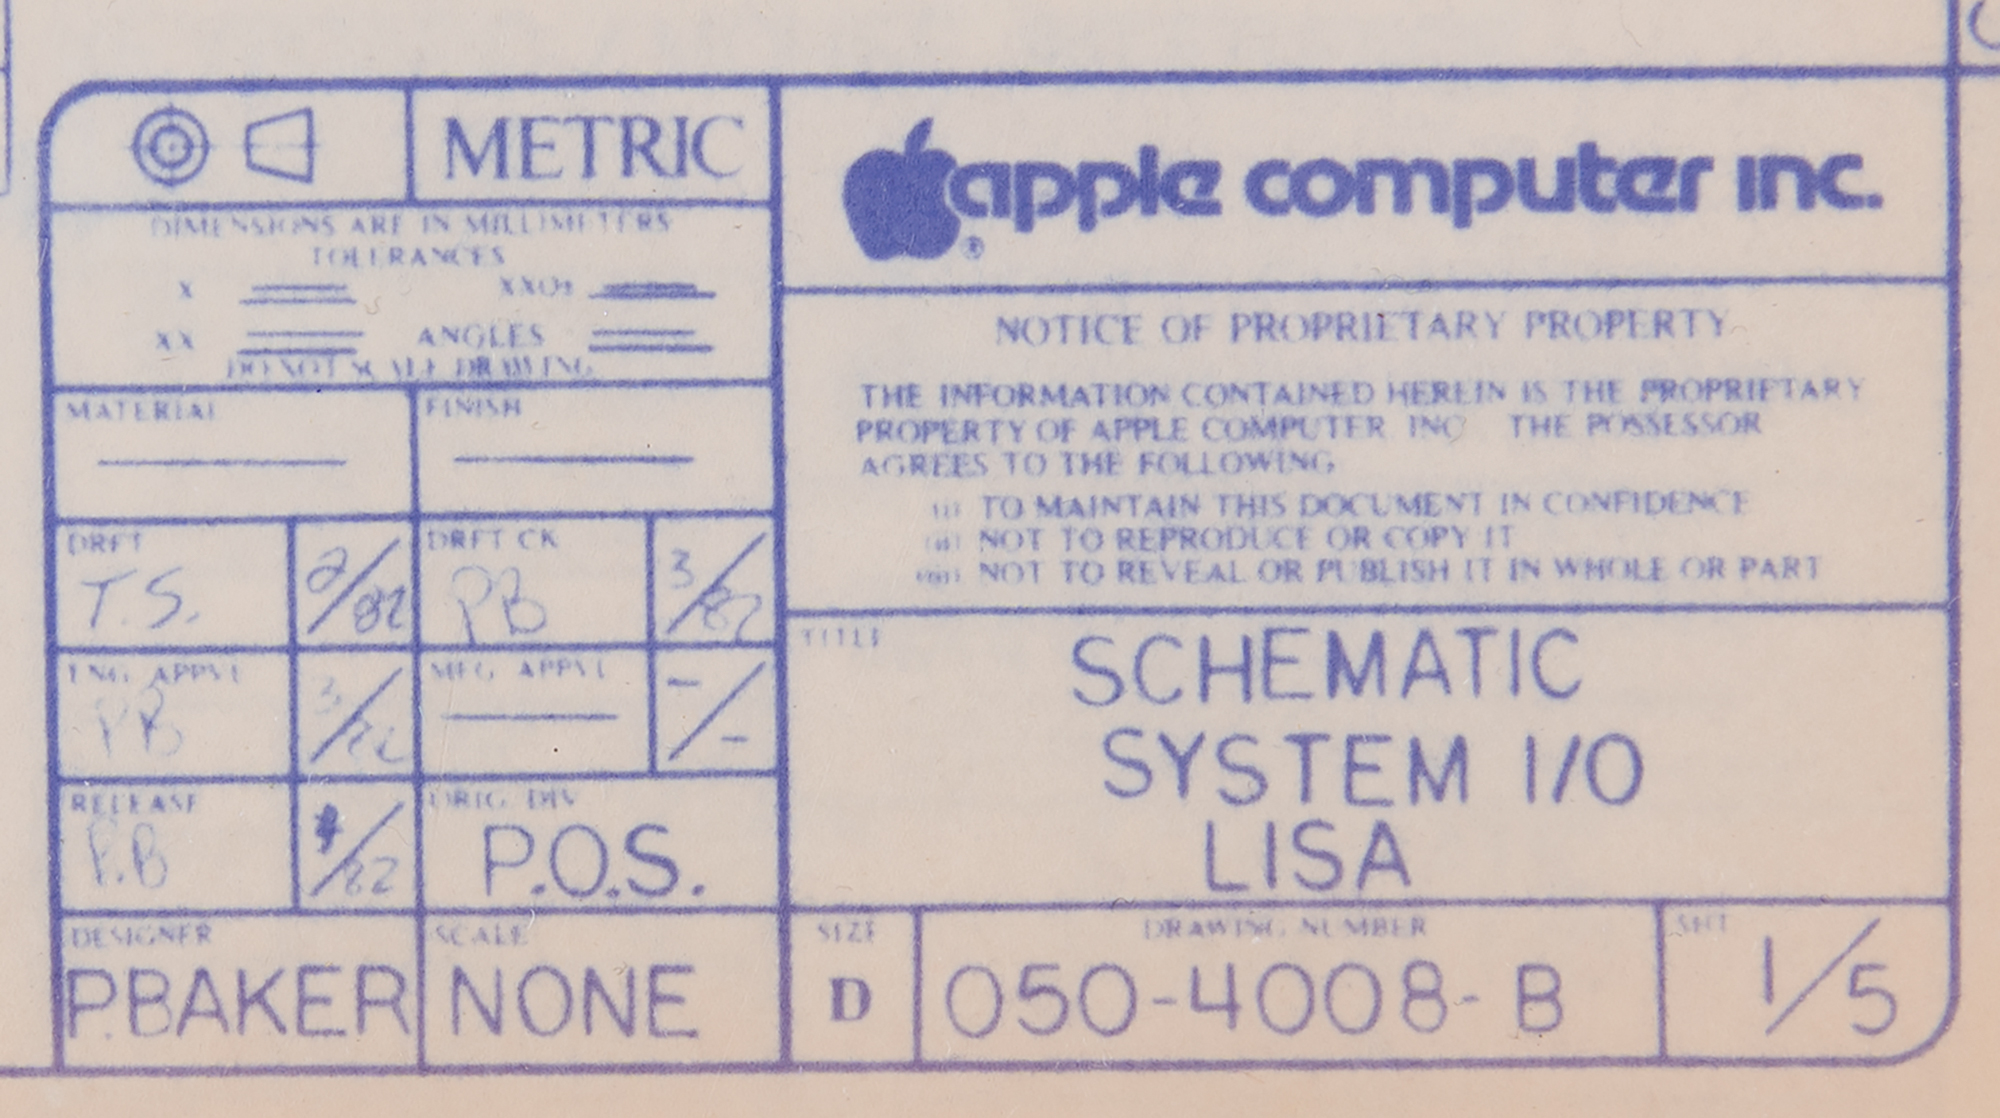 METRIC
DIMENSIONS ARE IN MILLIMETERS
TOLERANCES
X
XX
ANGLES
DO NOT SCALE DRAWING
MATERIAL
FINISH
DRFT
T.S.
2/82
DRFT CK
PB
3/82
ENG. APPVL
PB
3/82
MFG. APPVL
-/-
RELEASE
P.B
/82
ORIG. DIV
P.O.S.
DESIGNER
P.BAKER
SCALE
NONE
apple computer inc.
®
NOTICE OF PROPRIETARY PROPERTY
THE INFORMATION CONTAINED HEREIN IS THE PROPRIETARY
PROPERTY OF APPLE COMPUTER INC THE POSSESSOR
AGREES TO THE FOLLOWING
(i) TO MAINTAIN THIS DOCUMENT IN CONFIDENCE
(ii) NOT TO REPRODUCE OR COPY IT
(iii) NOT TO REVEAL OR PUBLISH IT IN WHOLE OR PART
TITLE
SCHEMATIC
SYSTEM I/O
LISA
SIZE
D
DRAWING NUMBER
050-4008-B
SHT
1/5